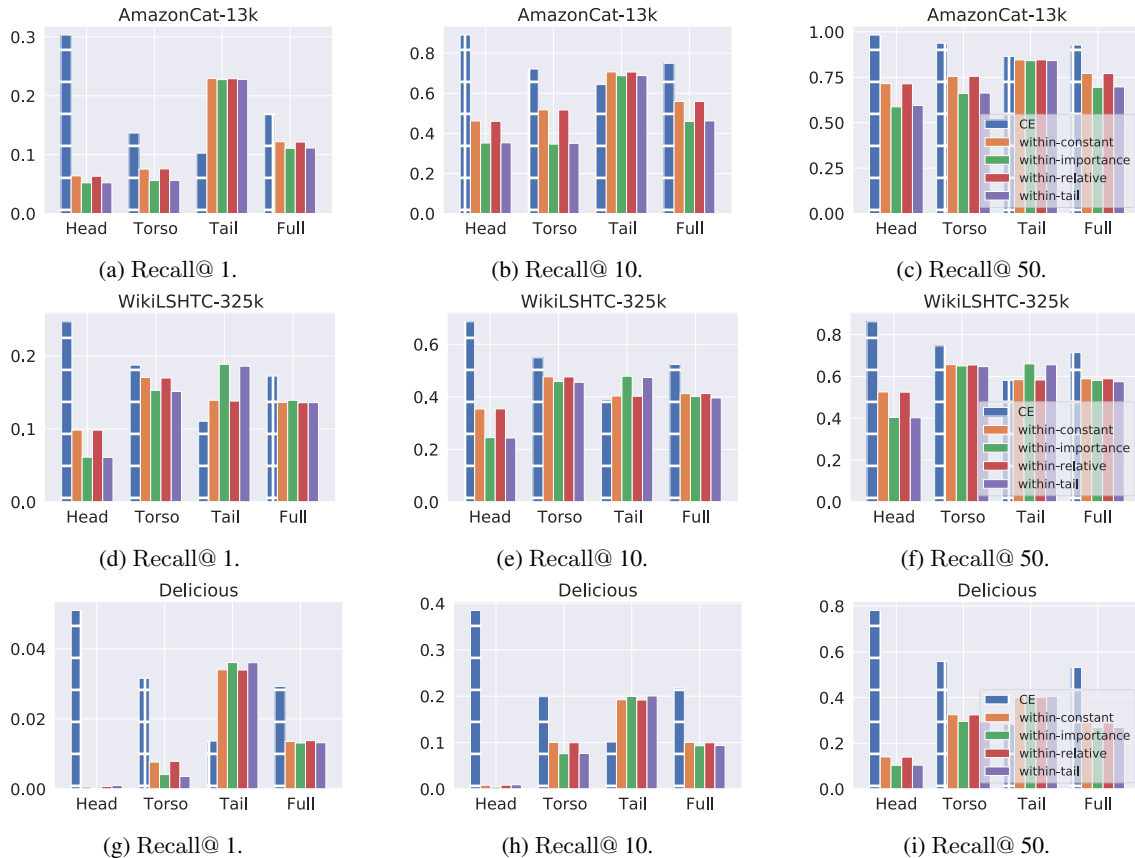 AmazonCat-13k
0.3
0.2
0.1
0.0
Head Torso Tail Full
(a) Recall@ 1.
AmazonCat-13k
0.8
0.6
0.4
0.2
0.0
Head Torso Tail Full
(b) Recall@ 10.
AmazonCat-13k
1.00
0.75
0.50
0.25
0.00
CE
within-constant
within-importance
within-relative
within-tail
Head Torso Tail Full
(c) Recall@ 50.
WikiLSHTC-325k
0.2
0.1
0.0
Head Torso Tail Full
(d) Recall@ 1.
WikiLSHTC-325k
0.6
0.4
0.2
0.0
Head Torso Tail Full
(e) Recall@ 10.
WikiLSHTC-325k
0.8
0.6
0.4
0.2
0.0
CE
within-constant
within-importance
within-relative
within-tail
Head Torso Tail Full
(f) Recall@ 50.
Delicious
0.04
0.02
0.00
Head Torso Tail Full
(g) Recall@ 1.
Delicious
0.4
0.3
0.2
0.1
0.0
Head Torso Tail Full
(h) Recall@ 10.
Delicious
0.8
0.6
0.4
0.2
0.0
CE
within-constant
within-importance
within-relative
within-tail
Head Torso Tail Full
(i) Recall@ 50.